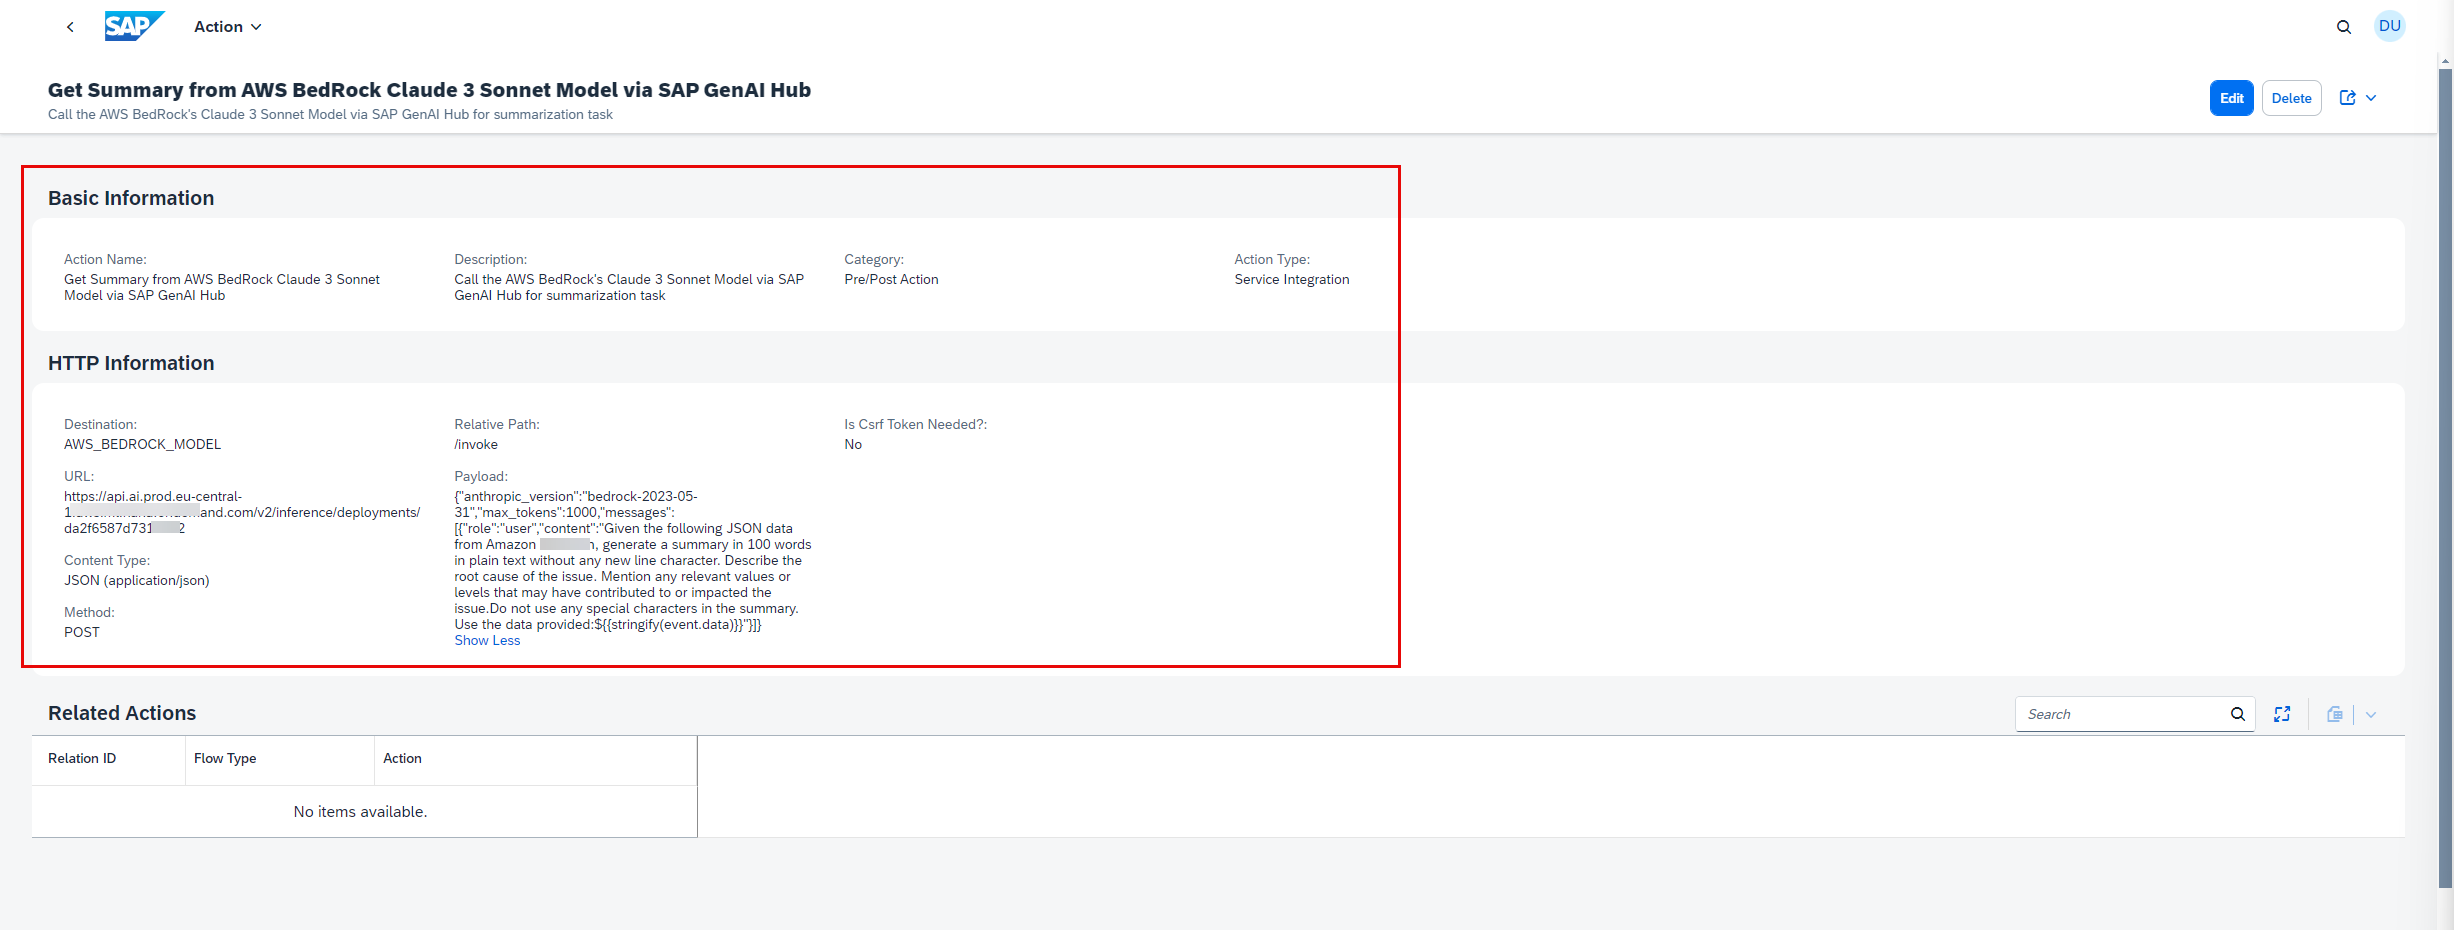 SAP
Action
DU
Get Summary from AWS BedRock Claude 3 Sonnet Model via SAP GenAI Hub
Call the AWS BedRock's Claude 3 Sonnet Model via SAP GenAI Hub for summarization task
Edit
Delete
Basic Information
Action Name:
Get Summary from AWS BedRock Claude 3 Sonnet
Model via SAP GenAI Hub
Description:
Call the AWS BedRock's Claude 3 Sonnet Model via SAP
GenAI Hub for summarization task
Category:
Pre/Post Action
Action Type:
Service Integration
HTTP Information
Destination:
AWS_BEDROCK_MODEL
URL:
https://api.ai.prod.eu-central-
1. and.com/v2/inference/deployments/
da2f6587d731 2
Content Type:
JSON (application/json)
Method:
POST
Relative Path:
/invoke
Payload:
{"anthropic_version":"bedrock-2023-05-
31","max_tokens":1000,"messages":
[{"role":"user","content":"Given the following JSON data
from Amazon n, generate a summary in 100 words
in plain text without any new line character. Describe the
root cause of the issue. Mention any relevant values or
levels that may have contributed to or impacted the
issue.Do not use any special characters in the summary.
Use the data provided:${{stringify(event.data)}}"}]}
Show Less
Is Csrf Token Needed?:
No
Related Actions
Search
Relation ID
Flow Type
Action
No items available.